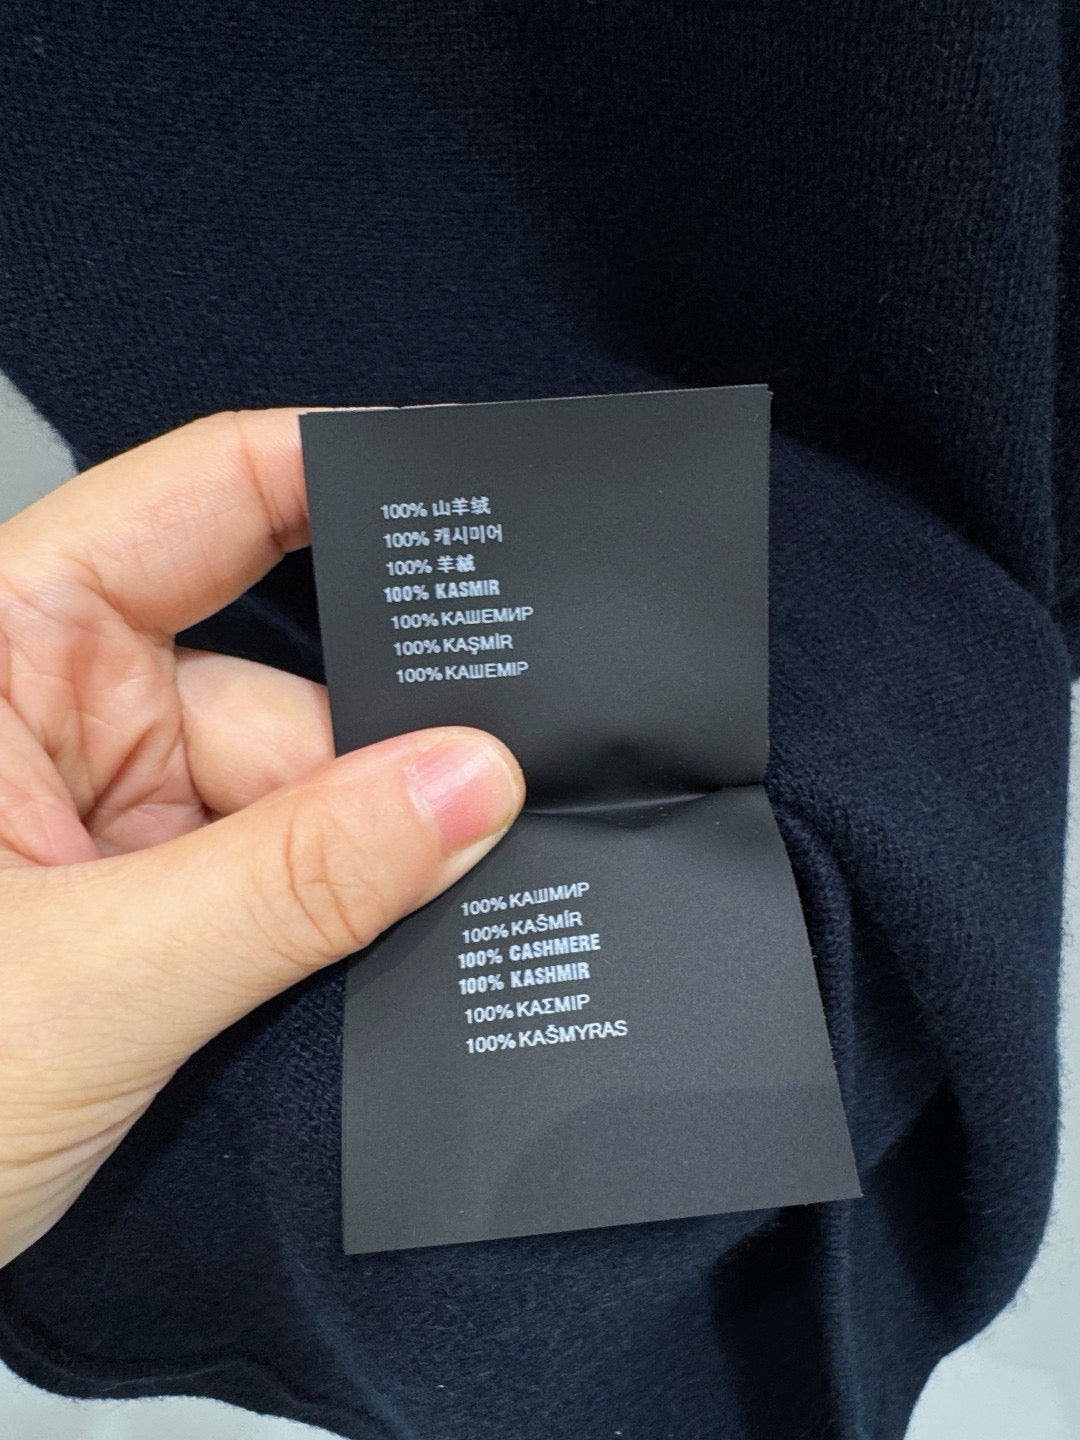 100% 山羊绒
100% 캐시미어
100% 羊絨
100% KASMIR
100% КАШЕМИР
100% KAŞMİR
100% КАШЕМІР
100% КАШМИР
100% KAŠMÍR
100% CASHMERE
100% KASHMIR
100% ΚΑΣΜΙΡ
100% KAŠMYRAS